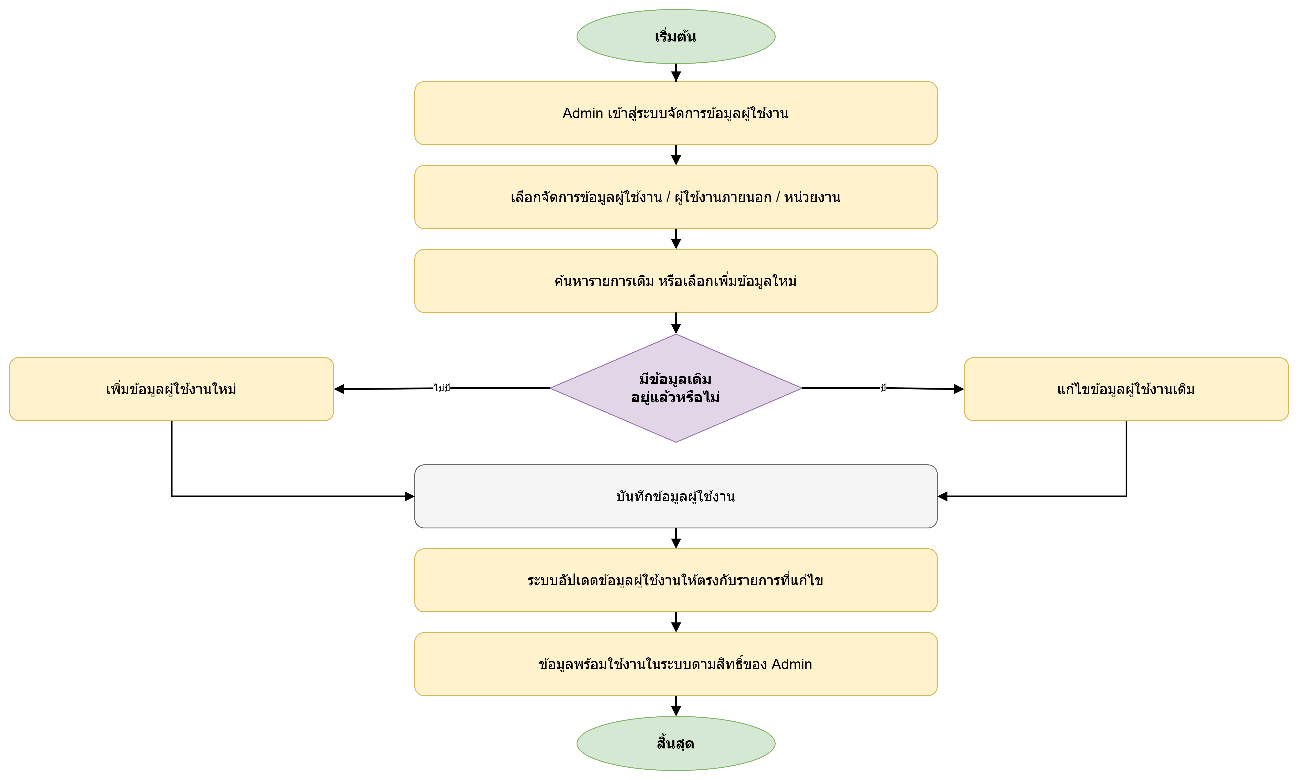 เริ่มต้น
Admin เข้าสู่ระบบจัดการข้อมูลผู้ใช้งาน
เลือกจัดการข้อมูลผู้ใช้งาน / ผู้ใช้งานภายนอก / หน่วยงาน
ค้นหารายการเดิม หรือเลือกเพิ่มข้อมูลใหม่
มีข้อมูลเดิม
อยู่แล้วหรือไม่
ไม่มี
มี
เพิ่มข้อมูลผู้ใช้งานใหม่
แก้ไขข้อมูลผู้ใช้งานเดิม
บันทึกข้อมูลผู้ใช้งาน
ระบบอัปเดตข้อมูลผู้ใช้งานให้ตรงกับรายการที่แก้ไข
ข้อมูลพร้อมใช้งานในระบบตามสิทธิ์ของ Admin
สิ้นสุด